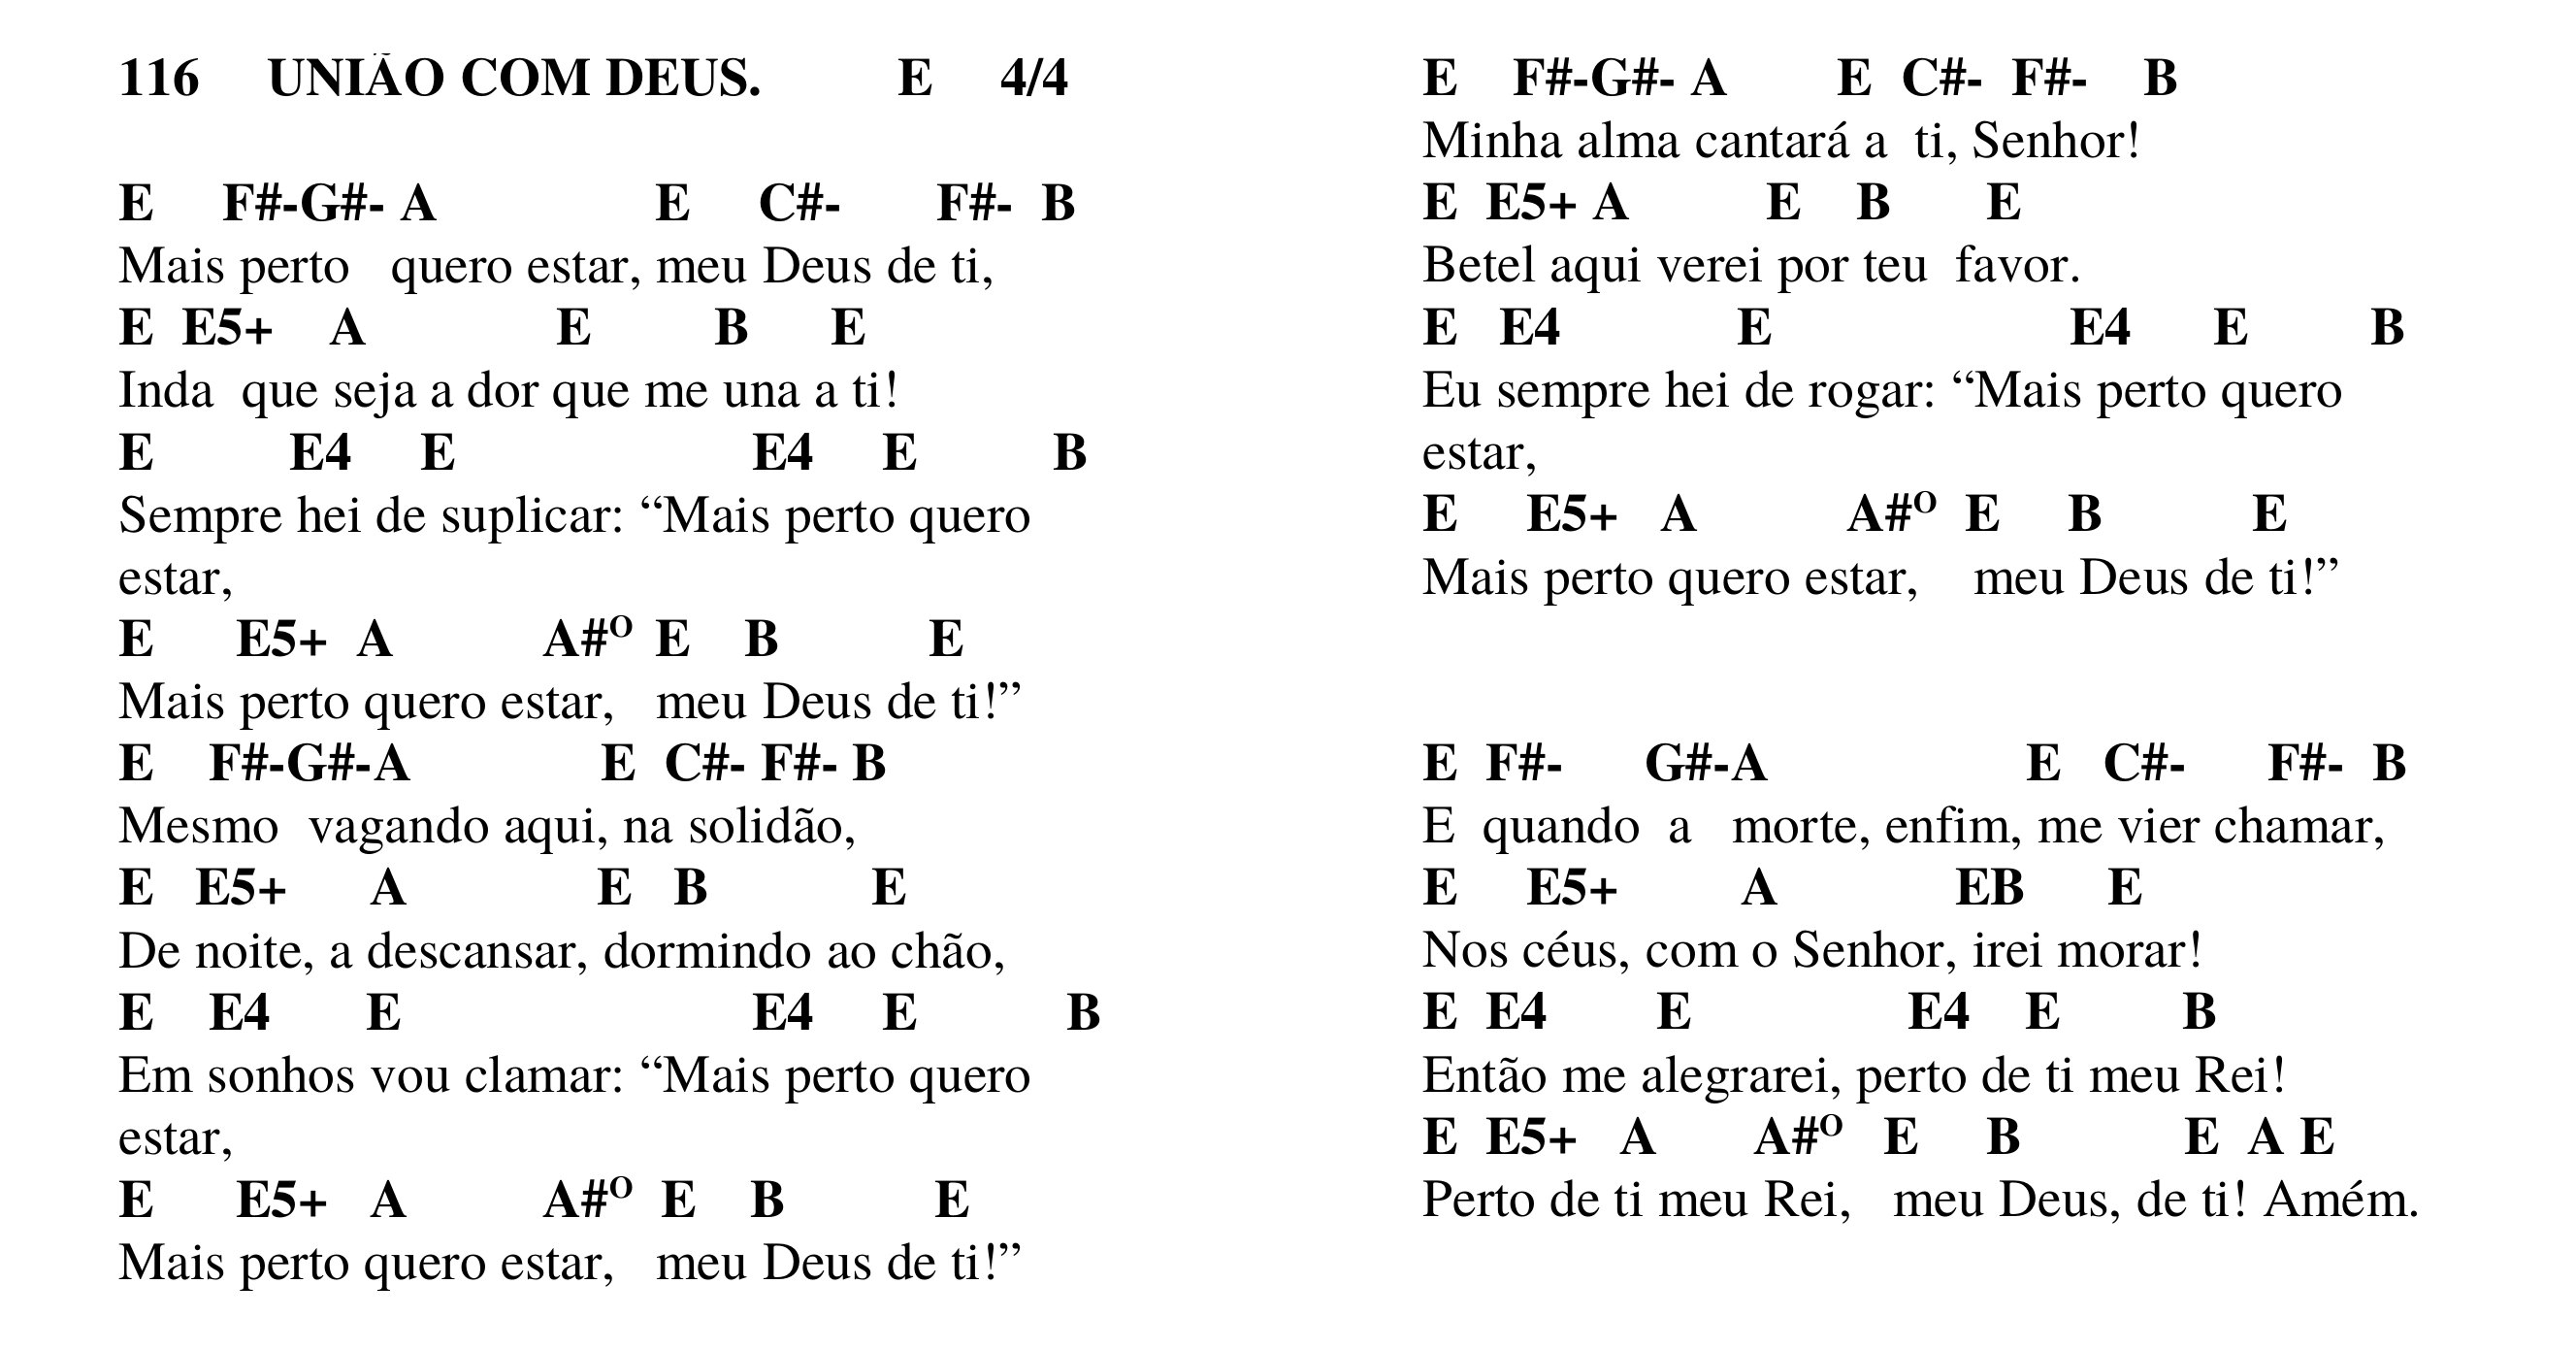 116 UNIÃO COM DEUS. E 4/4
E F#-G#- A E C#- F#- B
Mais perto quero estar, meu Deus de ti,
E E5+ A E B E
Inda que seja a dor que me una a ti!
E E4 E E4 E B
Sempre hei de suplicar: “Mais perto quero
estar,
E E5+ A A#º E B E
Mais perto quero estar, meu Deus de ti!”
E F#-G#-A E C#- F#- B
Mesmo vagando aqui, na solidão,
E E5+ A E B E
De noite, a descansar, dormindo ao chão,
E E4 E E4 E B
Em sonhos vou clamar: “Mais perto quero
estar,
E E5+ A A#º E B E
Mais perto quero estar, meu Deus de ti!”
E F#-G#- A E C#- F#- B
Minha alma cantará a ti, Senhor!
E E5+ A E B E
Betel aqui verei por teu favor.
E E4 E E4 E B
Eu sempre hei de rogar: “Mais perto quero
estar,
E E5+ A A#º E B E
Mais perto quero estar, meu Deus de ti!”
E F#- G#-A E C#- F#- B
E quando a morte, enfim, me vier chamar,
E E5+ A EB E
Nos céus, com o Senhor, irei morar!
E E4 E E4 E B
Então me alegrarei, perto de ti meu Rei!
E E5+ A A#º E B E A E
Perto de ti meu Rei, meu Deus, de ti! Amém.